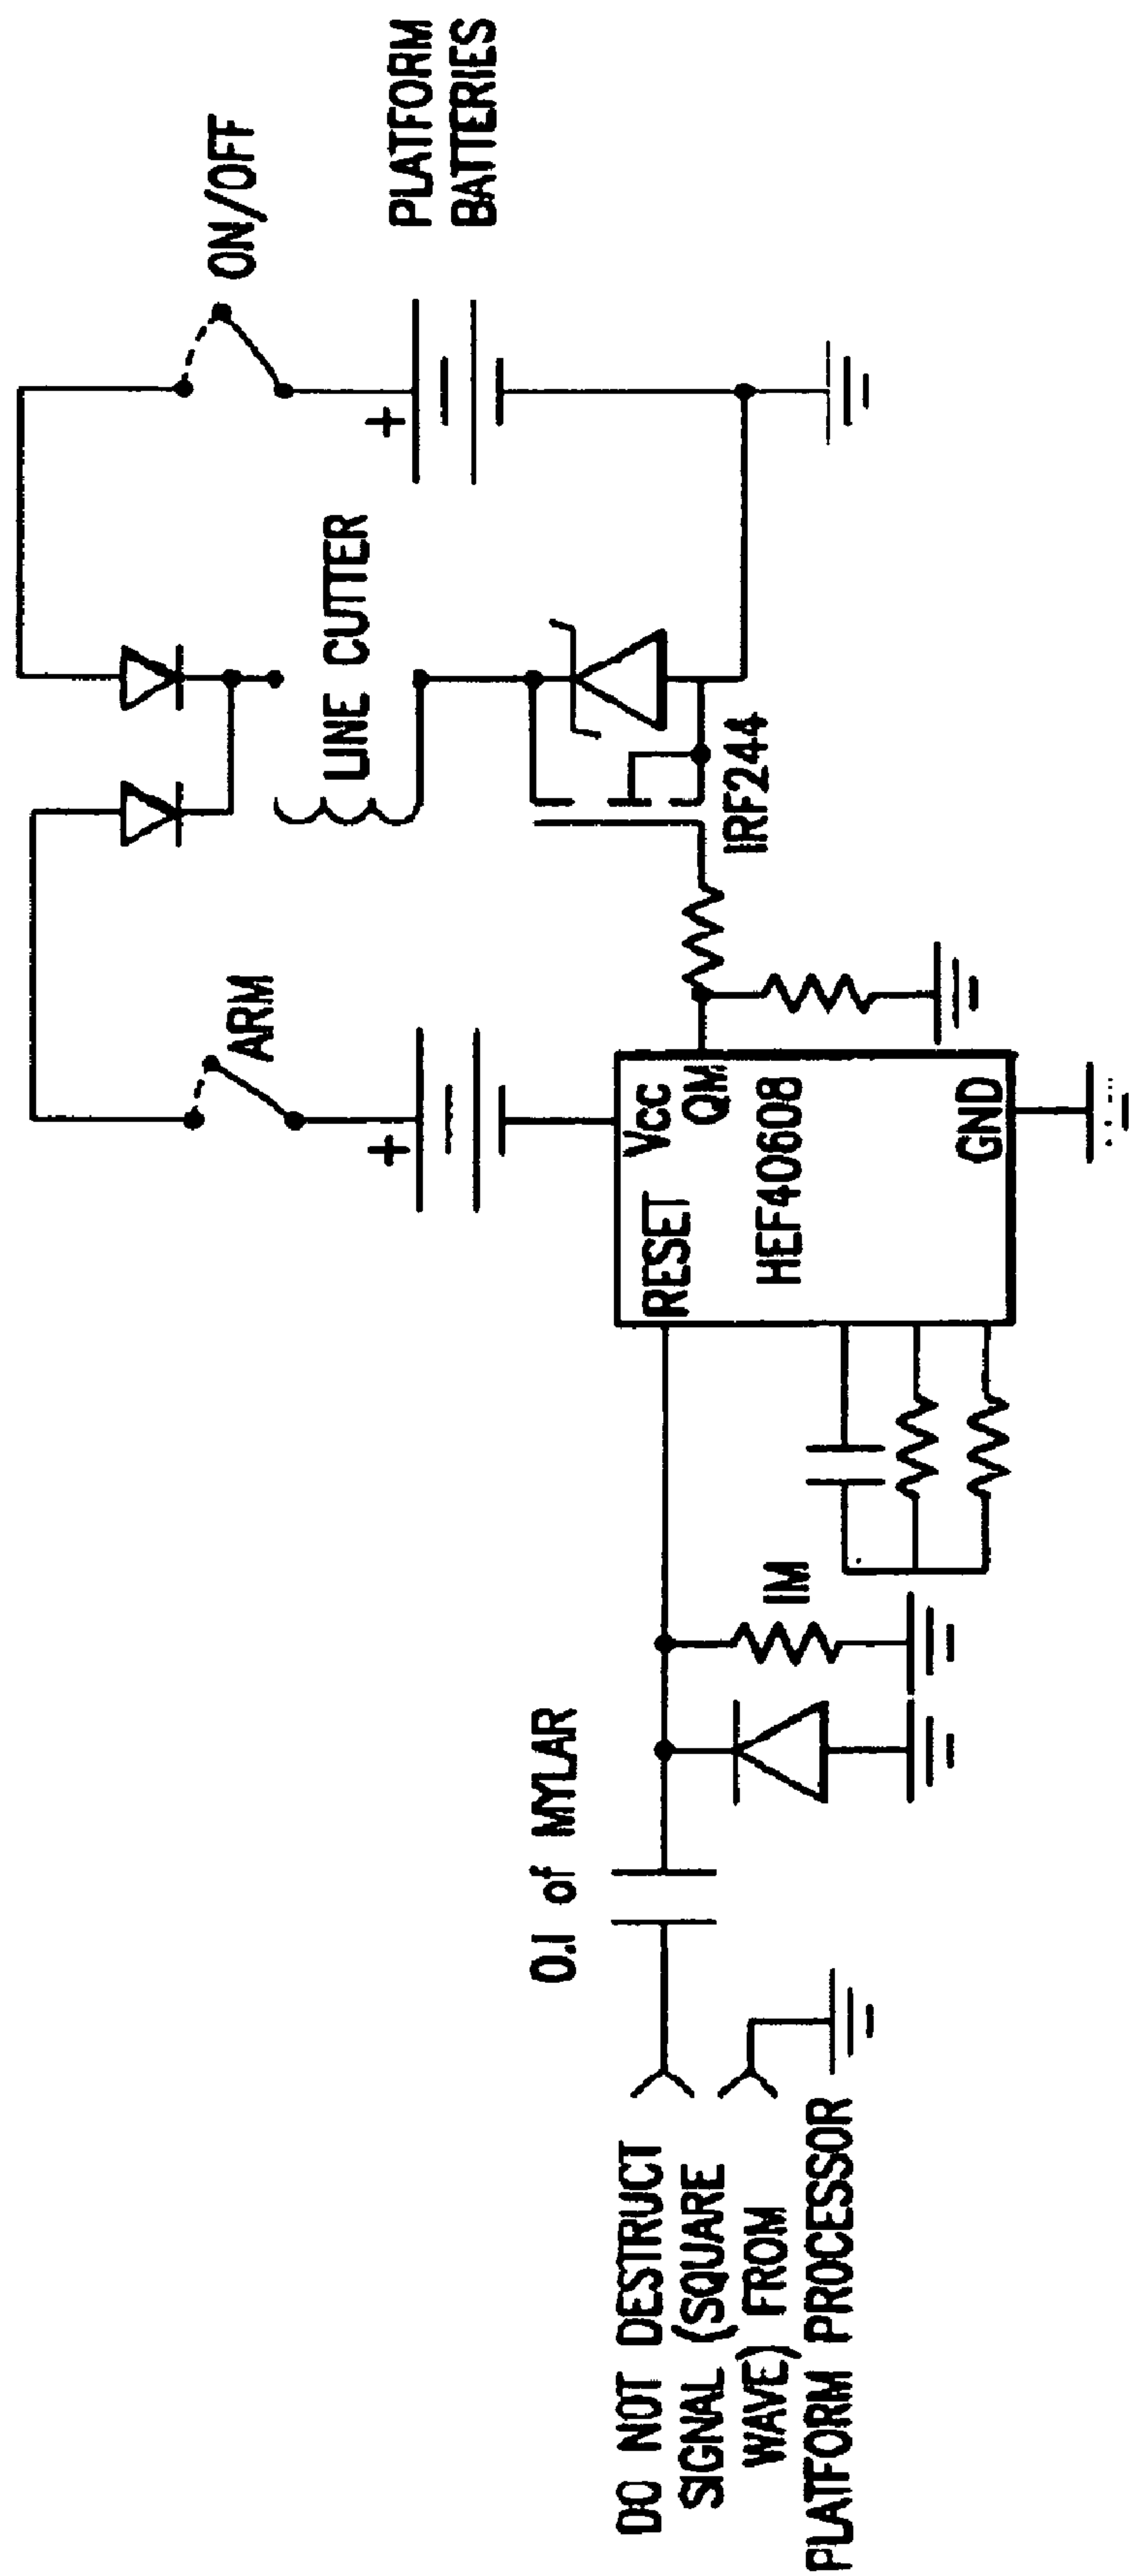 PLATFORM
BATTERIES
ON/OFF
+
LINE CUTTER
IRF244
ARM
+
Vcc
QM
RESET
HEF40608
GND
1M
0.1 of MYLAR
DO NOT DESTRUCT
SIGNAL (SQUARE
WAVE) FROM
PLATFORM PROCESSOR